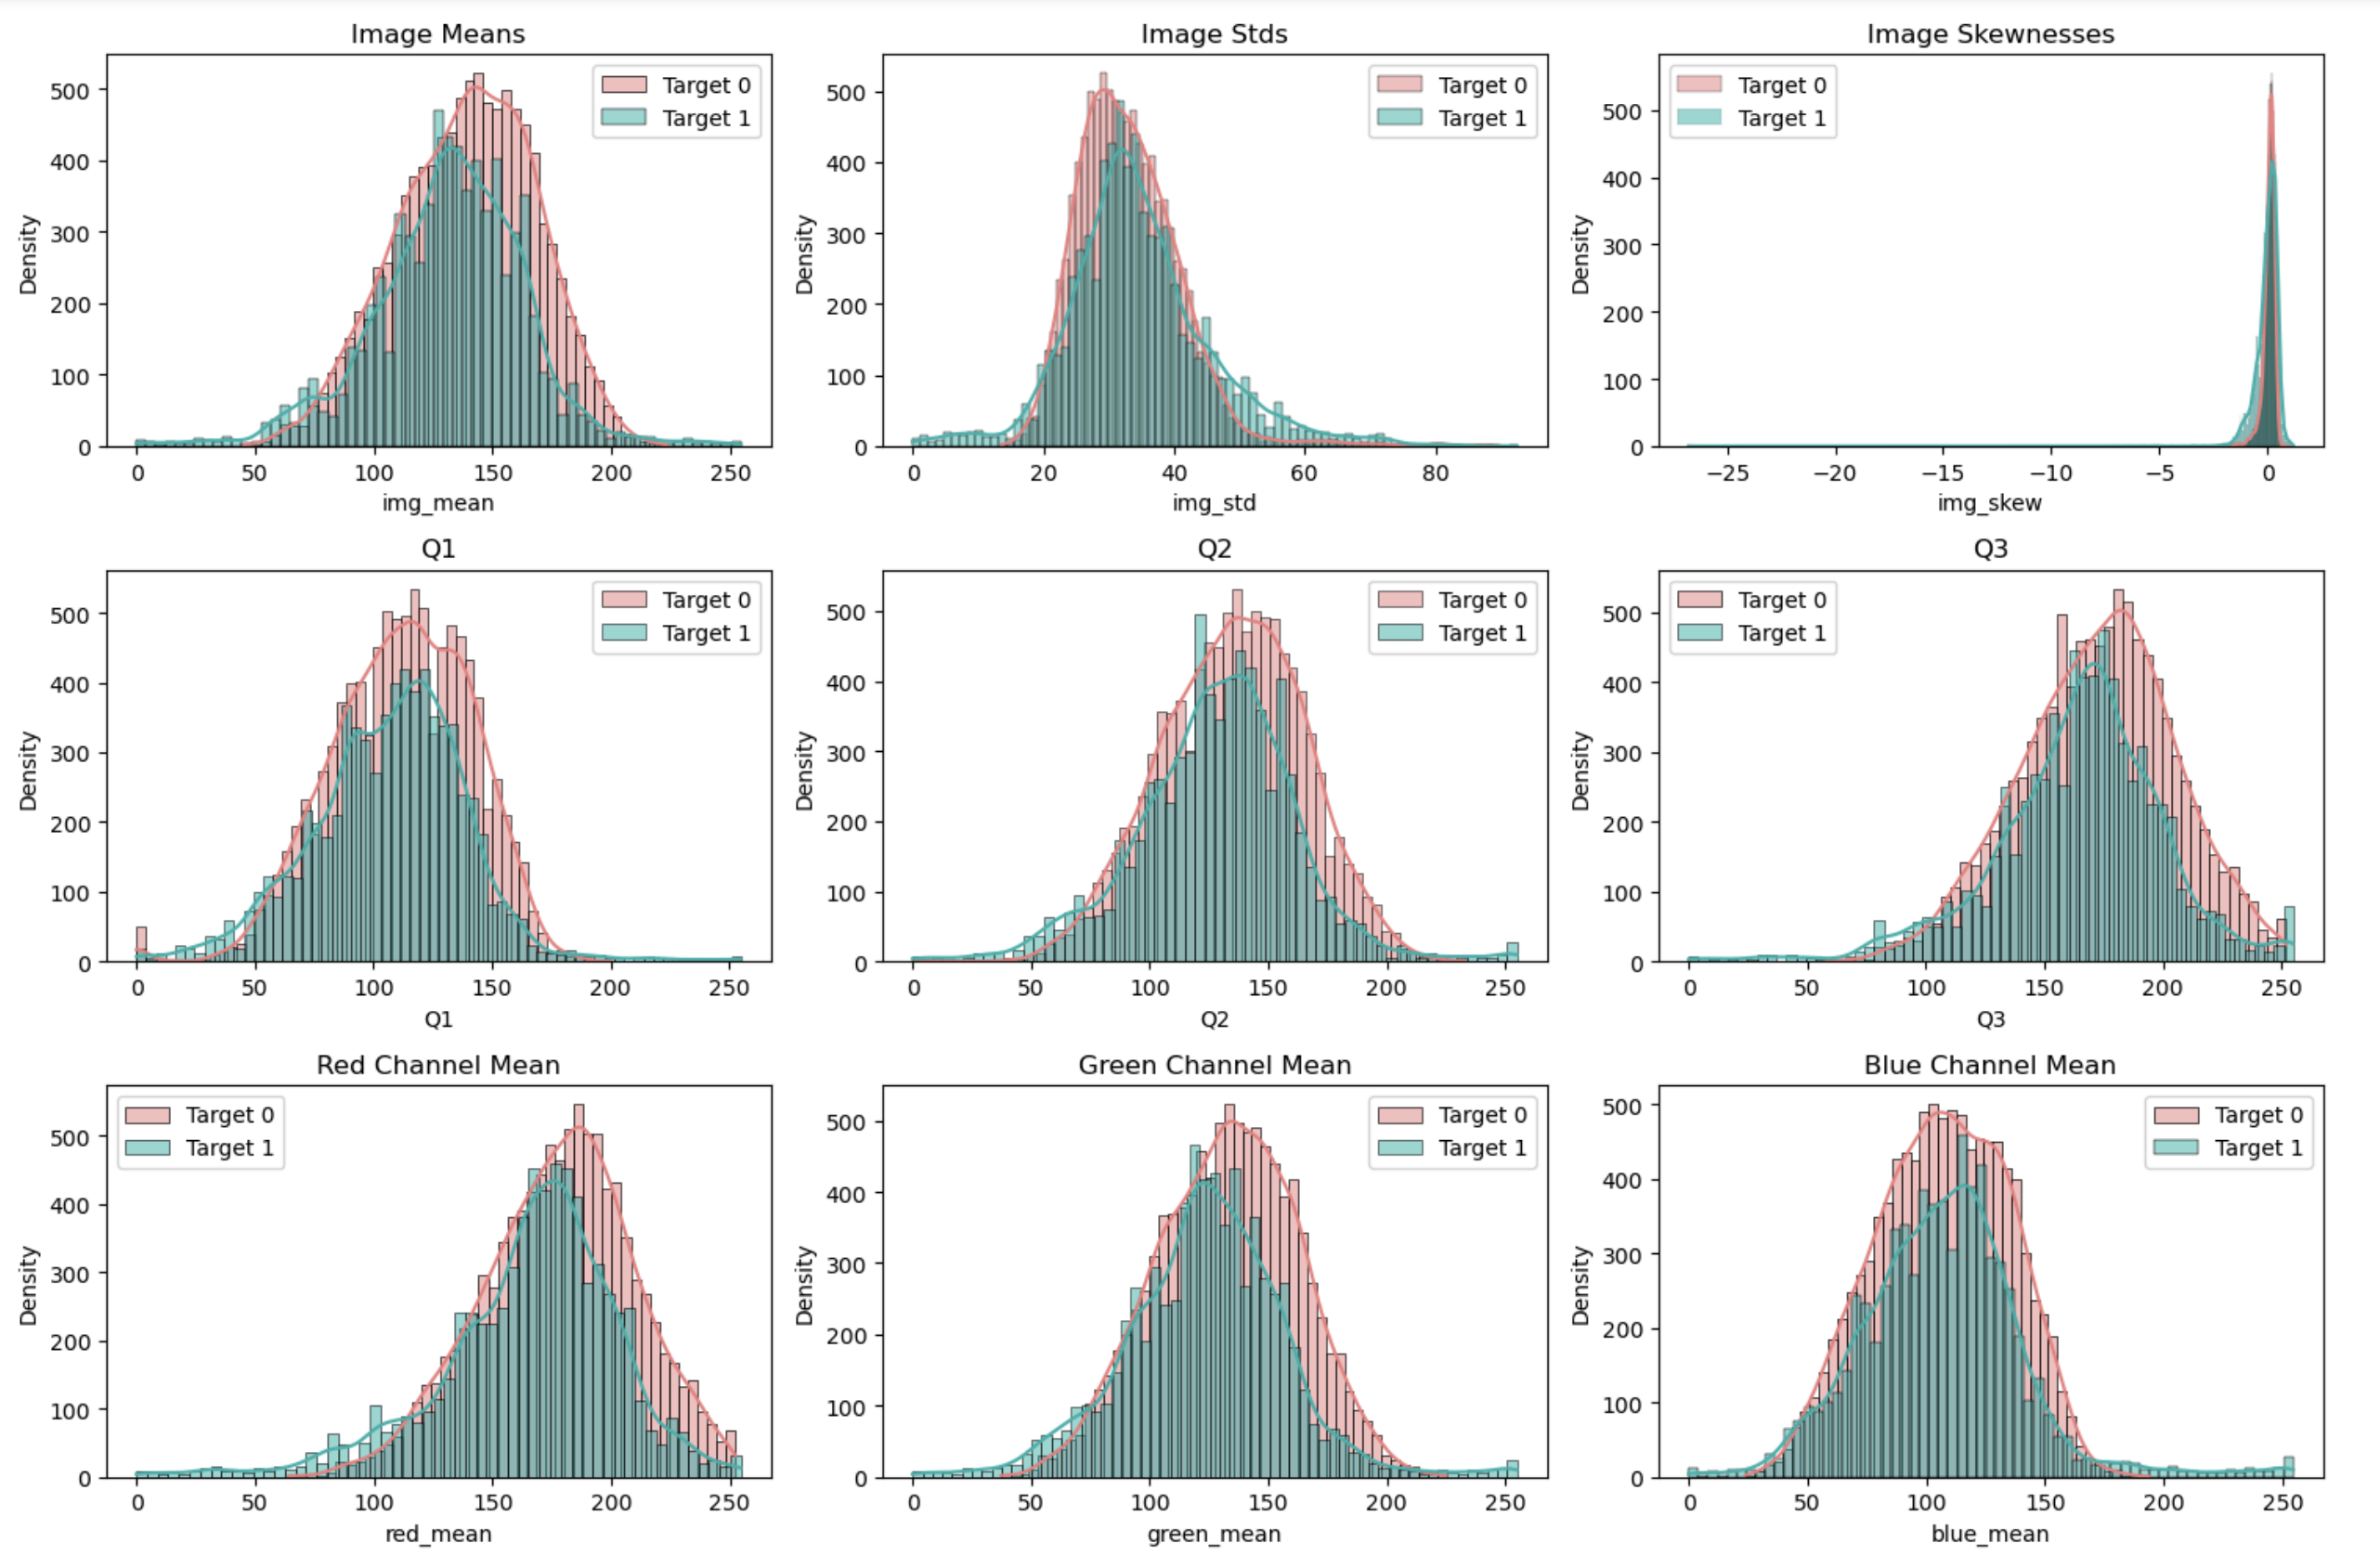 Image Means
Image Stds
Image Skewnesses
Target 0
Target 1
Target 0
Target 1
Target 0
Target 1
Density
500
400
300
200
100
0
Density
500
400
300
200
100
0
Density
500
400
300
200
100
0
0 50 100 150 200 250
0 20 40 60 80
−25 −20 −15 −10 −5 0
img_mean
img_std
img_skew
Q1
Q2
Q3
Target 0
Target 1
Target 0
Target 1
Target 0
Target 1
Density
500
400
300
200
100
0
Density
500
400
300
200
100
0
Density
500
400
300
200
100
0
0 50 100 150 200 250
0 50 100 150 200 250
0 50 100 150 200 250
Q1
Q2
Q3
Red Channel Mean
Green Channel Mean
Blue Channel Mean
Target 0
Target 1
Target 0
Target 1
Target 0
Target 1
Density
500
400
300
200
100
0
Density
500
400
300
200
100
0
Density
500
400
300
200
100
0
0 50 100 150 200 250
0 50 100 150 200 250
0 50 100 150 200 250
red_mean
green_mean
blue_mean